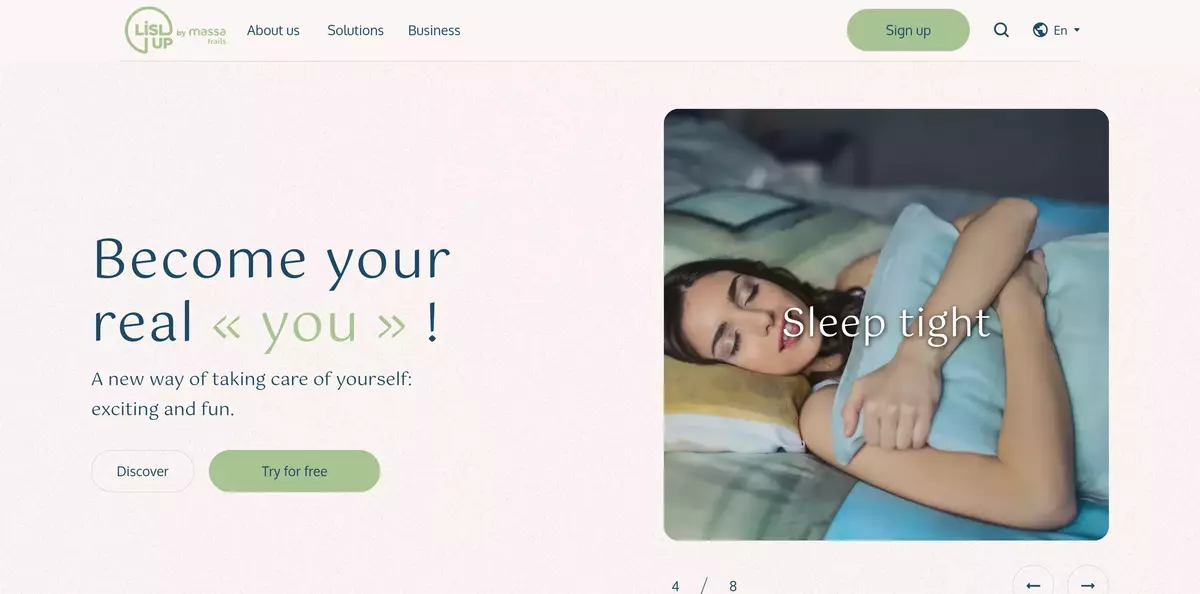 LiSL
UP
by massa
trails
About us
Solutions
Business
Sign up
En
Become your
real « you » !
A new way of taking care of yourself:
exciting and fun.
Discover
Try for free
Sleep tight
4 / 8